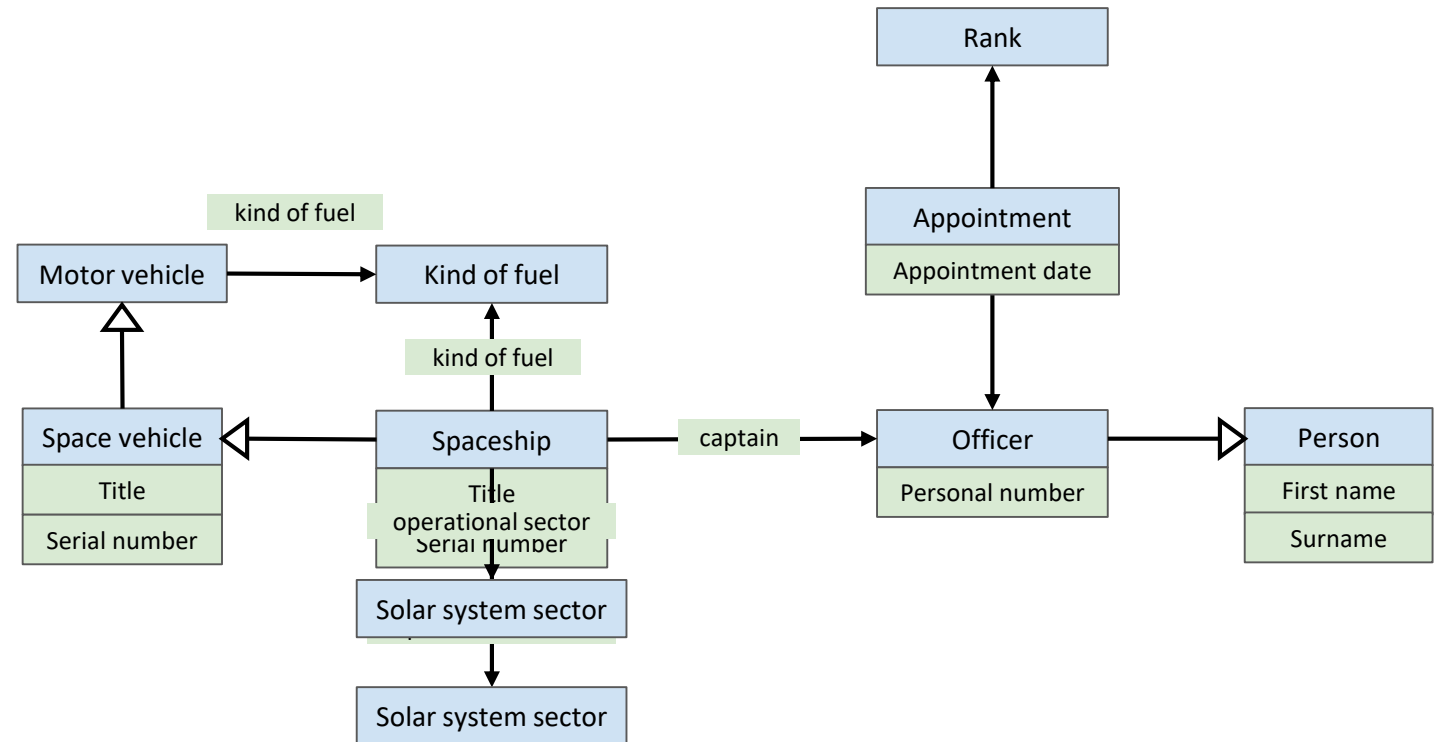 Rank
Appointment
Appointment date
kind of fuel
Motor vehicle
Kind of fuel
kind of fuel
Space vehicle
Title
Serial number
Spaceship
Title
operational sector
Serial number
captain
Officer
Personal number
Person
First name
Surname
Solar system sector
Solar system sector